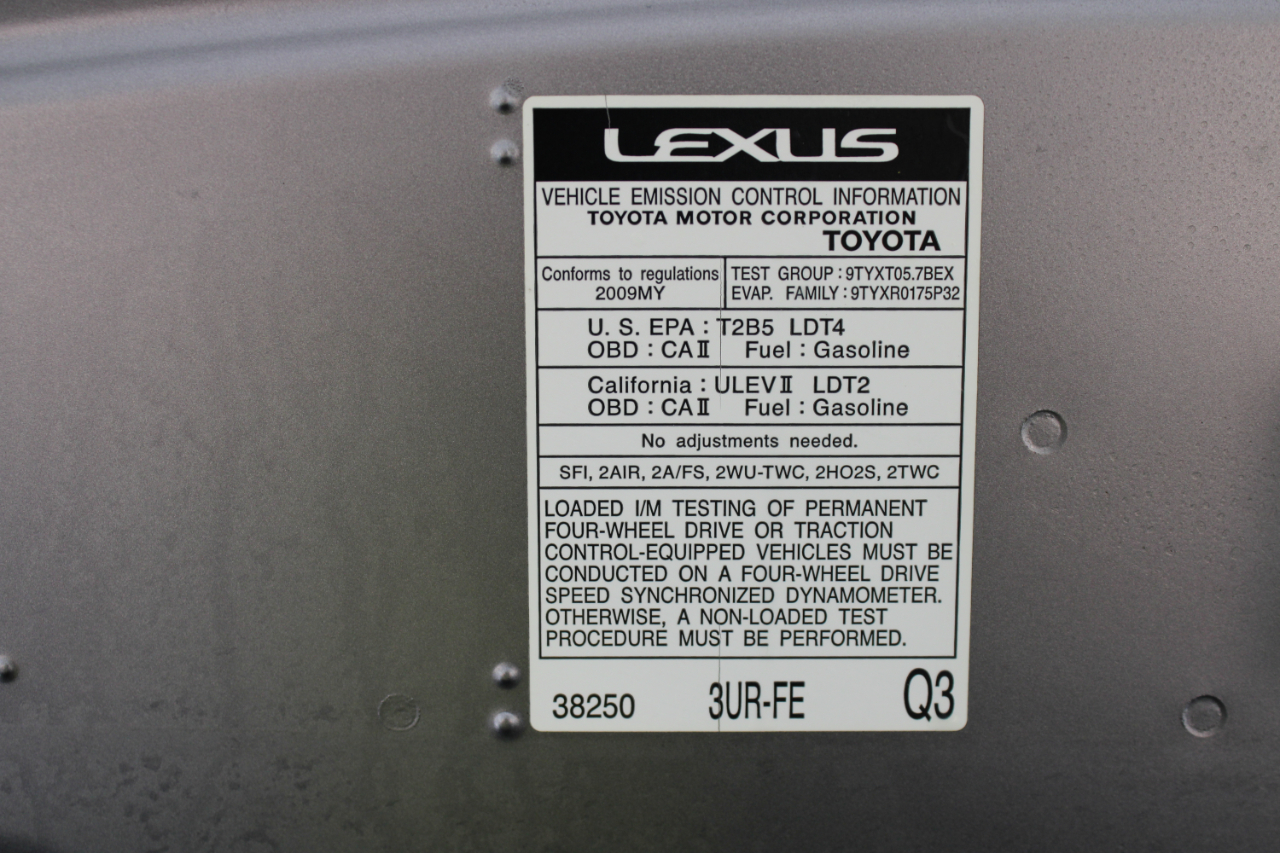 LEXUS
VEHICLE EMISSION CONTROL INFORMATION
TOYOTA MOTOR CORPORATION
TOYOTA
Conforms to regulations
2009MY
TEST GROUP : 9TYXT05.7BEX
EVAP. FAMILY : 9TYXR0175P32
U. S. EPA : T2B5 LDT4
OBD : CAⅡ Fuel : Gasoline
California : ULEVⅡ LDT2
OBD : CAⅡ Fuel : Gasoline
No adjustments needed.
SFI, 2AIR, 2A/FS, 2WU-TWC, 2HO2S, 2TWC
LOADED I/M TESTING OF PERMANENT
FOUR-WHEEL DRIVE OR TRACTION
CONTROL-EQUIPPED VEHICLES MUST BE
CONDUCTED ON A FOUR-WHEEL DRIVE
SPEED SYNCHRONIZED DYNAMOMETER.
OTHERWISE, A NON-LOADED TEST
PROCEDURE MUST BE PERFORMED.
38250 3UR-FE Q3